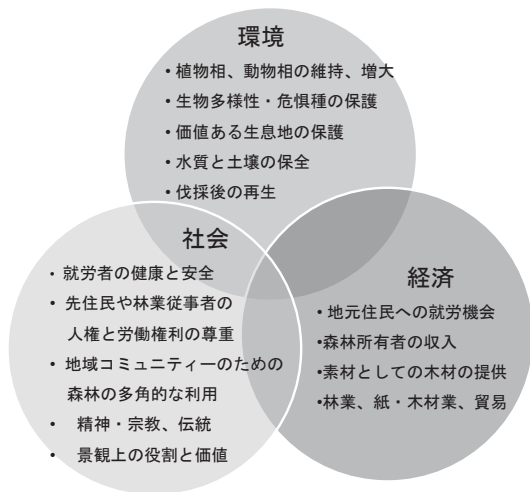 環境
・植物相、動物相の維持、増大
・生物多様性・危惧種の保護
・価値ある生息地の保護
・水質と土壌の保全
・伐採後の再生
社会
・就労者の健康と安全
・先住民や林業従事者の
人権と労働権利の尊重
・地域コミュニティーのための
森林の多角的な利用
・精神・宗教、伝統
・景観上の役割と価値
経済
・地元住民への就労機会
・森林所有者の収入
・素材としての木材の提供
・林業、紙・木材業、貿易